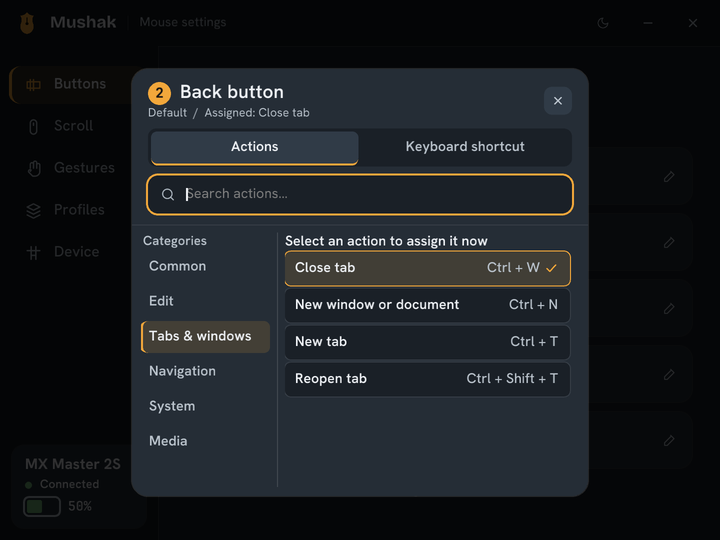 Mushak
Mouse settings
Buttons
Scroll
Gestures
Profiles
Device
MX Master 2S
Connected
50%
2 Back button
Default / Assigned: Close tab
Actions
Keyboard shortcut
Search actions...
Categories
Common
Edit
Tabs & windows
Navigation
System
Media
Select an action to assign it now
Close tab Ctrl + W
New window or document Ctrl + N
New tab Ctrl + T
Reopen tab Ctrl + Shift + T